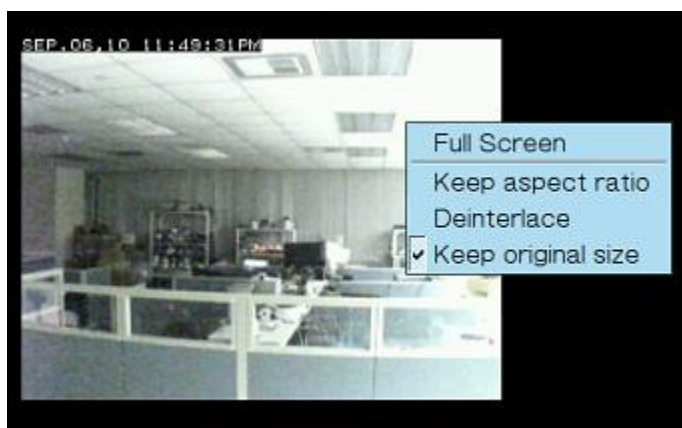 SEP.06,10 11:49:31PM
Full Screen
Keep aspect ratio
Deinterlace
Keep original size